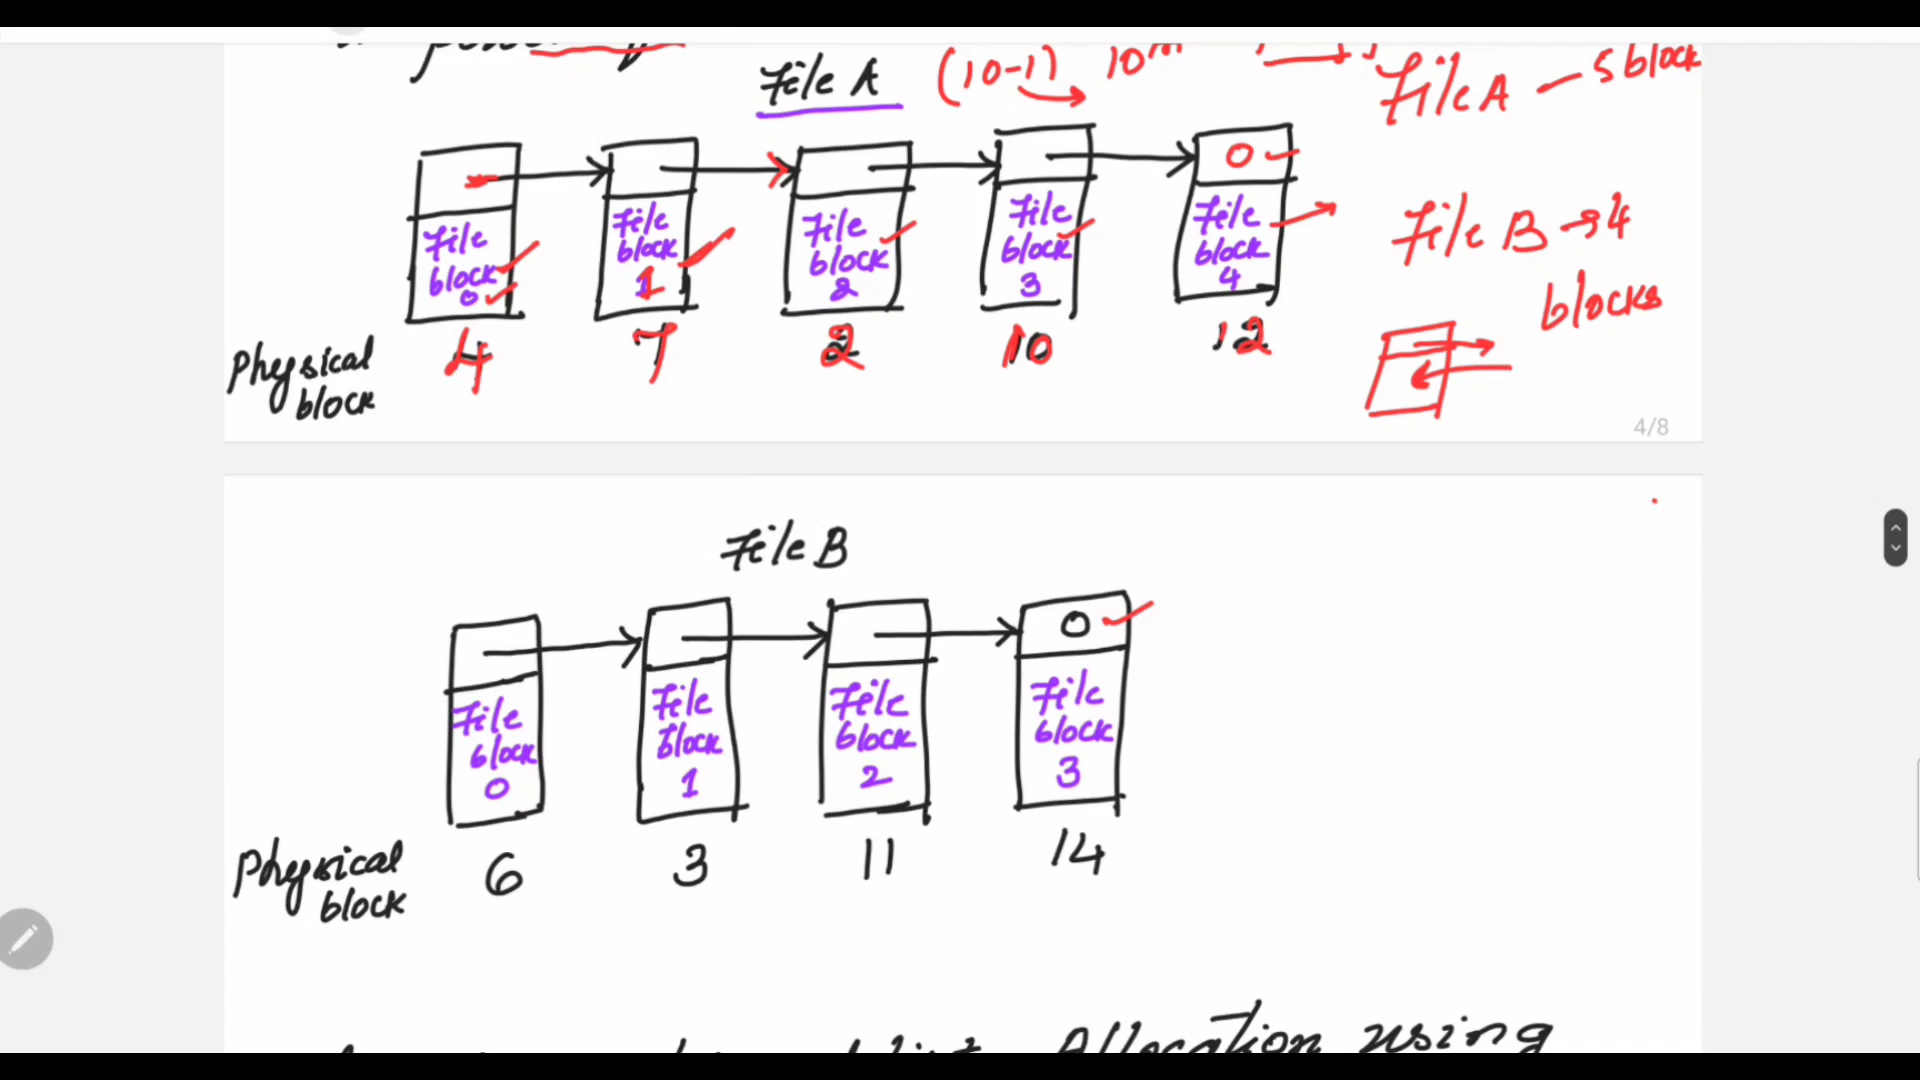 File A (10-1) File A - 5 block
0
File block 0
File block 1
File block 2
File block 3
File block 4
File B → 4 blocks
Physical block 4 7 2 10 12
4/8
File B
0
File block 0
File block 1
File block 2
File block 3
Physical block 6 3 11 14
Allocation using